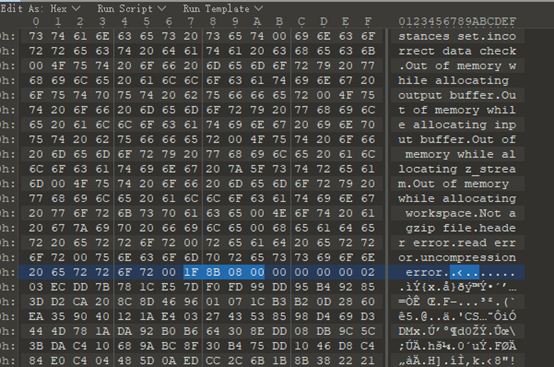 Edit As: Hex Run Script Run Template
0 1 2 3 4 5 6 7 8 9 A B C D E F 0123456789ABCDEF
0h: 73 74 61 6E 63 65 73 20 73 65 74 00 69 6E 63 6F stances set.inco
0h: 72 72 65 63 74 20 64 61 74 61 20 63 68 65 63 6B rrect data check
0h: 00 4F 75 74 20 6F 66 20 6D 65 6D 6F 72 79 20 77 .Out of memory w
0h: 68 69 6C 65 20 61 6C 6C 6F 63 61 74 69 6E 67 20 hile allocating
0h: 6F 75 74 70 75 74 20 62 75 66 66 65 72 00 4F 75 output buffer.Ou
0h: 74 20 6F 66 20 6D 65 6D 6F 72 79 20 77 68 69 6C t of memory whil
0h: 65 20 61 6C 6C 6F 63 61 74 69 6E 67 20 69 6E 70 e allocating inp
0h: 75 74 20 62 75 66 66 65 72 00 4F 75 74 20 6F 66 ut buffer.Out of
0h: 20 6D 65 6D 6F 72 79 20 77 68 69 6C 65 20 61 6C memory while al
0h: 6C 6F 63 61 74 69 6E 67 20 7A 5F 73 74 72 65 61 locating z_strea
0h: 6D 00 4F 75 74 20 6F 66 20 6D 65 6D 6F 72 79 20 m.Out of memory
0h: 77 68 69 6C 65 20 61 6C 6C 6F 63 61 74 69 6E 67 while allocating
0h: 20 77 6F 72 6B 73 70 61 63 65 00 4E 6F 74 20 61 workspace.Not a
0h: 20 67 7A 69 70 20 66 69 6C 65 00 68 65 61 64 65 gzip file.heade
0h: 72 20 65 72 72 6F 72 00 72 65 61 64 20 65 72 72 r error.read err
0h: 6F 72 00 75 6E 63 6F 6D 70 72 65 73 73 69 6F 6E or.uncompression
0h: 20 65 72 72 6F 72 00 1F 8B 08 00 00 00 00 00 02 error..‹........
0h: 03 EC DD 7B 78 1C E5 7D F0 FD 99 DD 95 B4 92 85 .ìÝ{x.å}ðý™Ý•´’…
0h: 3D D2 CA 20 8C 8D 46 96 01 07 1C B3 B2 0D 28 60 =ÒÊ Œ.F–...³².(`
0h: EA 35 90 40 12 1A E4 03 27 43 53 85 98 D4 69 D3 ê5.@..ä.'CS…˜ÔiÓ
0h: 44 4D 78 1A DA 92 B0 B6 64 30 8E DD 08 DB 9C 5C DMx.Ú’°¶d0ŽÝ.Ûœ\
0h: 3B DA C4 10 68 9A BC 8F 30 B4 75 DD 10 46 D8 C4 ;ÚÄ.hš¼.0´uÝ.FØÄ
0h: 84 E0 C4 04 48 5D 0A ED CC 2C 6B 1B 8B 38 22 21 „àÄ.H].íÌ,k.‹8"!